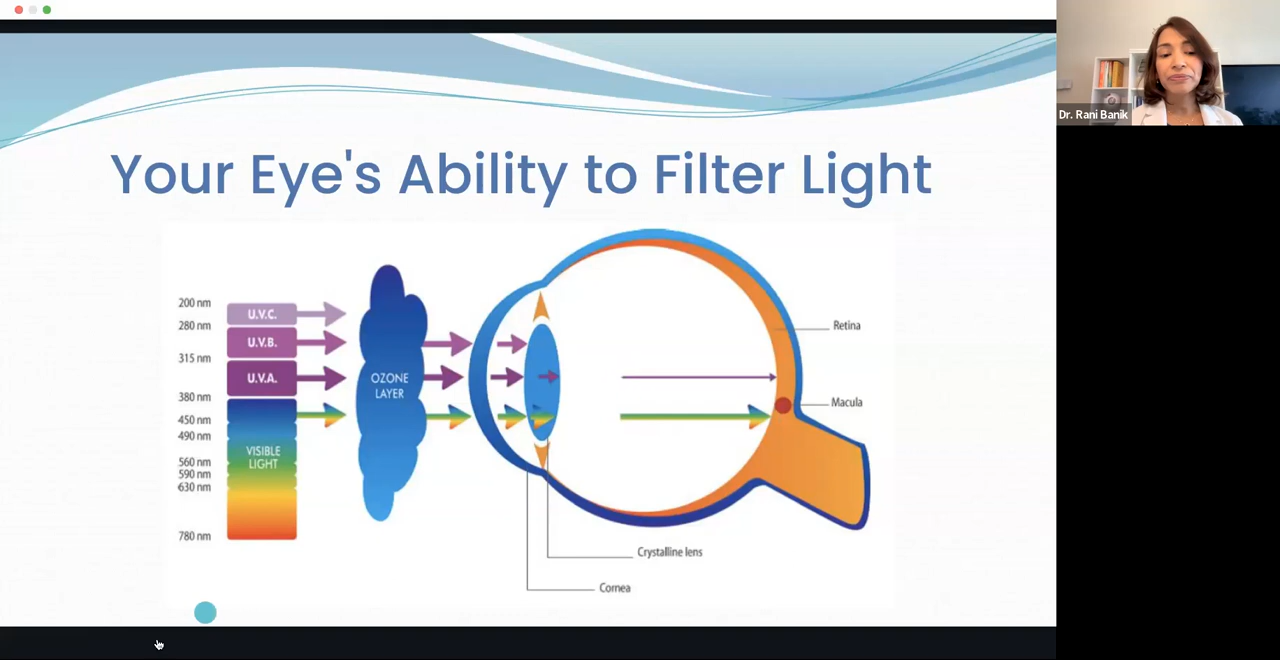 Dr. Rani Banik
Your Eye's Ability to Filter Light
200 nm
U.V.C.
280 nm
U.V.B.
315 nm
U.V.A.
380 nm
450 nm
490 nm
VISIBLE
LIGHT
560 nm
590 nm
630 nm
780 nm
OZONE
LAYER
Retina
Macula
Crystalline lens
Cornea